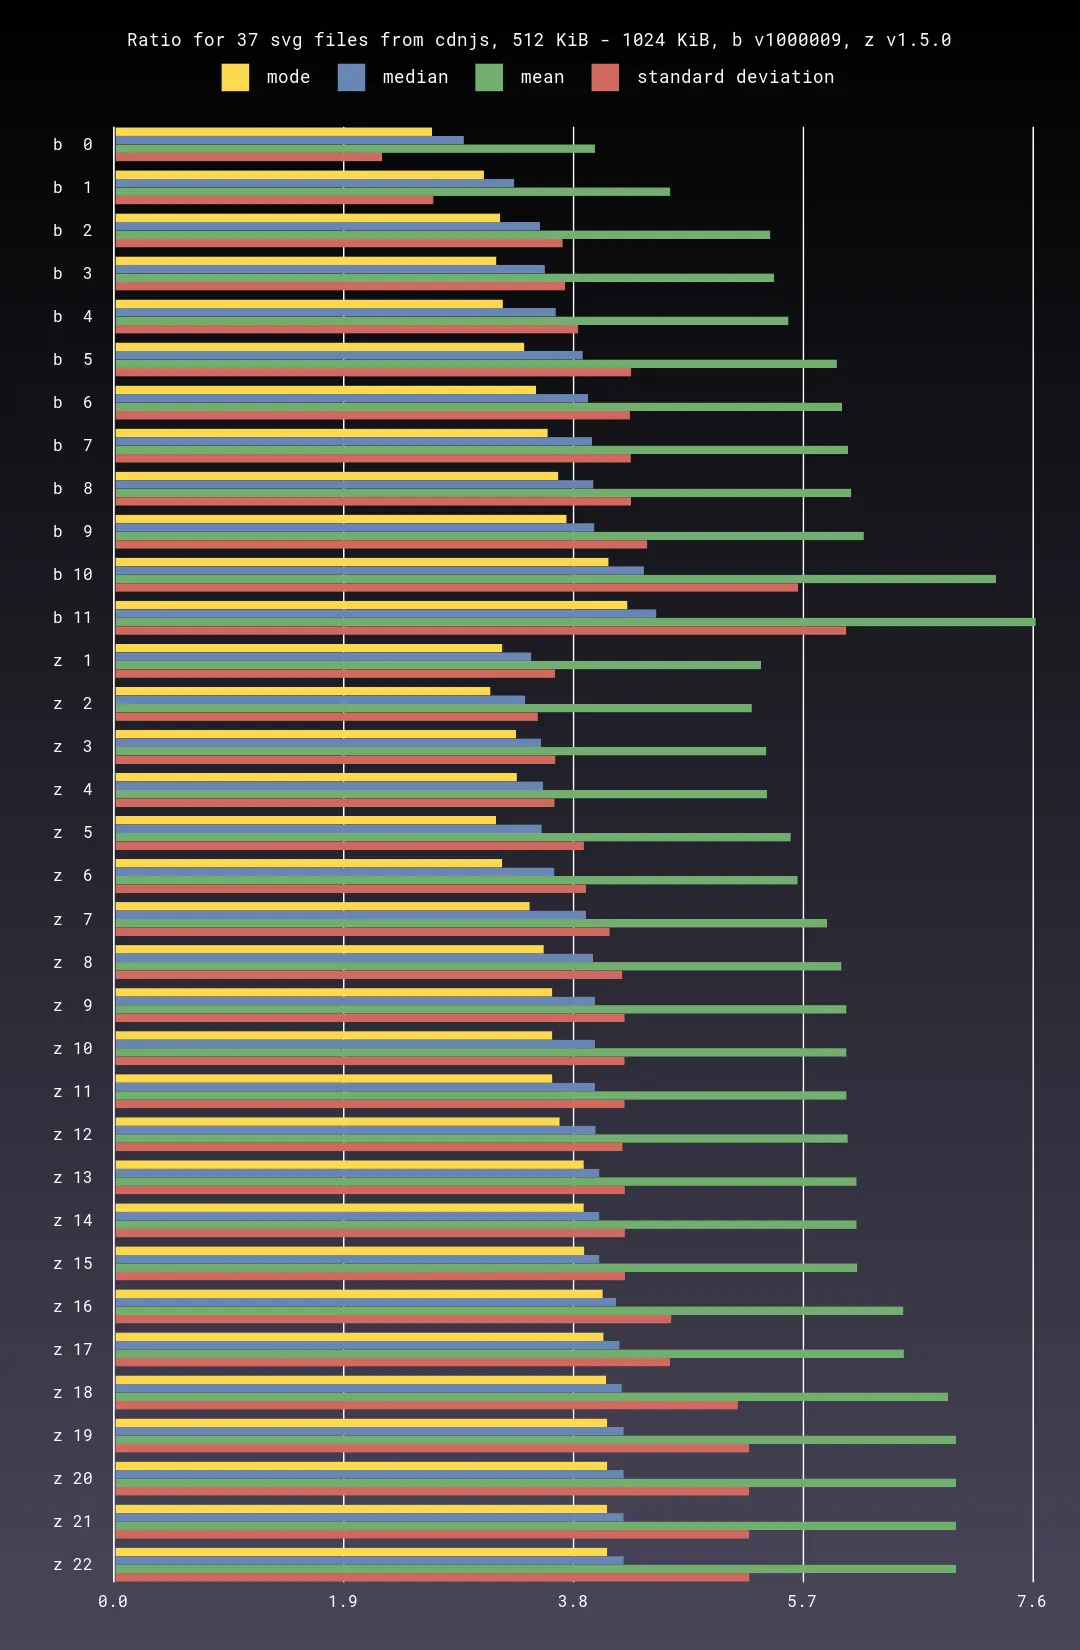 Ratio for 37 svg files from cdnjs, 512 KiB - 1024 KiB, b v1000009, z v1.5.0
mode median mean standard deviation
b 0
b 1
b 2
b 3
b 4
b 5
b 6
b 7
b 8
b 9
b 10
b 11
z 1
z 2
z 3
z 4
z 5
z 6
z 7
z 8
z 9
z 10
z 11
z 12
z 13
z 14
z 15
z 16
z 17
z 18
z 19
z 20
z 21
z 22
0.0 1.9 3.8 5.7 7.6